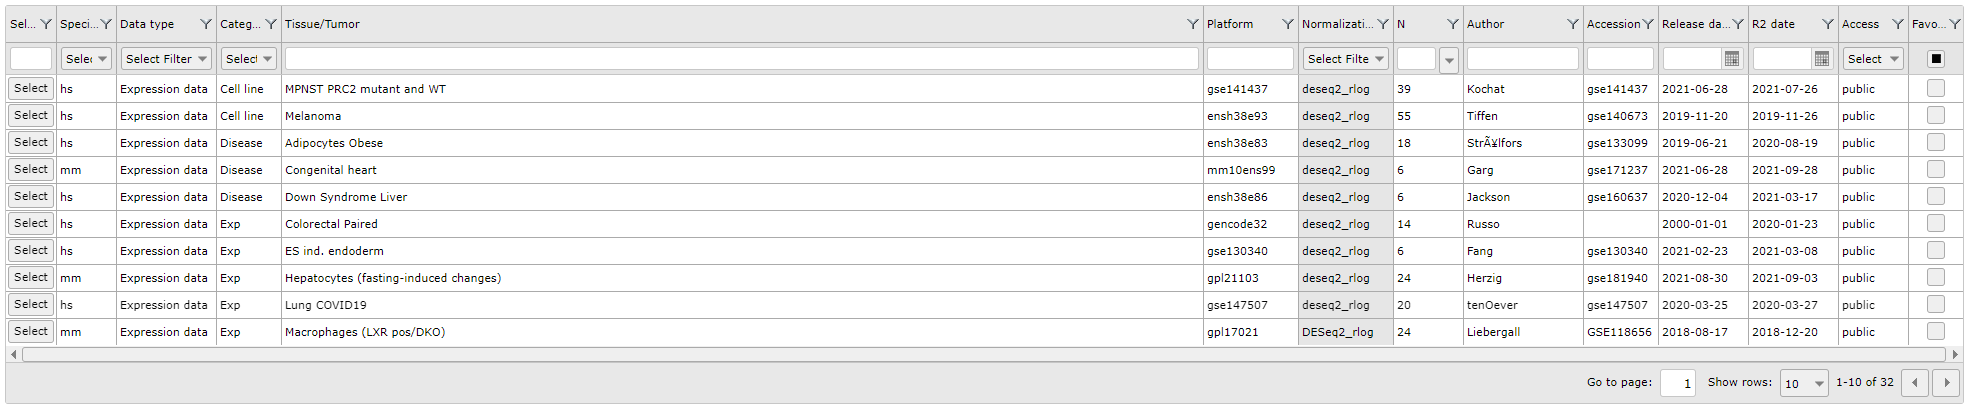 Sel... Speci... Data type Categ... Tissue/Tumor Platform Normalizati... N Author Accession Release da... R2 date Access Favo...
Selec Select Filter Select Select Filte Select
Select hs Expression data Cell line MPNST PRC2 mutant and WT gse141437 deseq2_rlog 39 Kochat gse141437 2021-06-28 2021-07-26 public
Select hs Expression data Cell line Melanoma ensh38e93 deseq2_rlog 55 Tiffen gse140673 2019-11-20 2019-11-26 public
Select hs Expression data Disease Adipocytes Obese ensh38e83 deseq2_rlog 18 StrÃ¥lfors gse133099 2019-06-21 2020-08-19 public
Select mm Expression data Disease Congenital heart mm10ens99 deseq2_rlog 6 Garg gse171237 2021-06-28 2021-09-28 public
Select hs Expression data Disease Down Syndrome Liver ensh38e86 deseq2_rlog 6 Jackson gse160637 2020-12-04 2021-03-17 public
Select hs Expression data Exp Colorectal Paired gencode32 deseq2_rlog 14 Russo 2000-01-01 2020-01-23 public
Select hs Expression data Exp ES ind. endoderm gse130340 deseq2_rlog 6 Fang gse130340 2021-02-23 2021-03-08 public
Select mm Expression data Exp Hepatocytes (fasting-induced changes) gpl21103 deseq2_rlog 24 Herzig gse181940 2021-08-30 2021-09-03 public
Select hs Expression data Exp Lung COVID19 gse147507 deseq2_rlog 20 tenOever gse147507 2020-03-25 2020-03-27 public
Select mm Expression data Exp Macrophages (LXR pos/DKO) gpl17021 DESeq2_rlog 24 Liebergall GSE118656 2018-08-17 2018-12-20 public
Go to page: 1 Show rows: 10 1-10 of 32